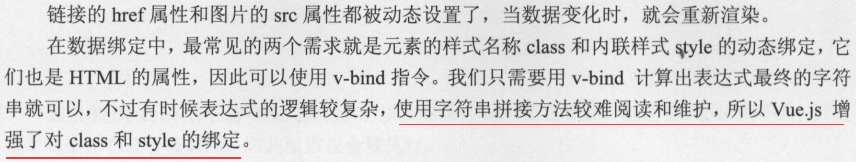 链接的 href 属性和图片的 src 属性都被动态设置了，当数据变化时，就会重新渲染。
在数据绑定中，最常见的两个需求就是元素的样式名称 class 和内联样式 style 的动态绑定，它
们也是 HTML 的属性，因此可以使用 v-bind 指令。我们只需要用 v-bind 计算出表达式最终的字符
串就可以，不过有时候表达式的逻辑较复杂，使用字符串拼接方法较难阅读和维护，所以 Vue.js 增
强了对 class 和 style 的绑定。